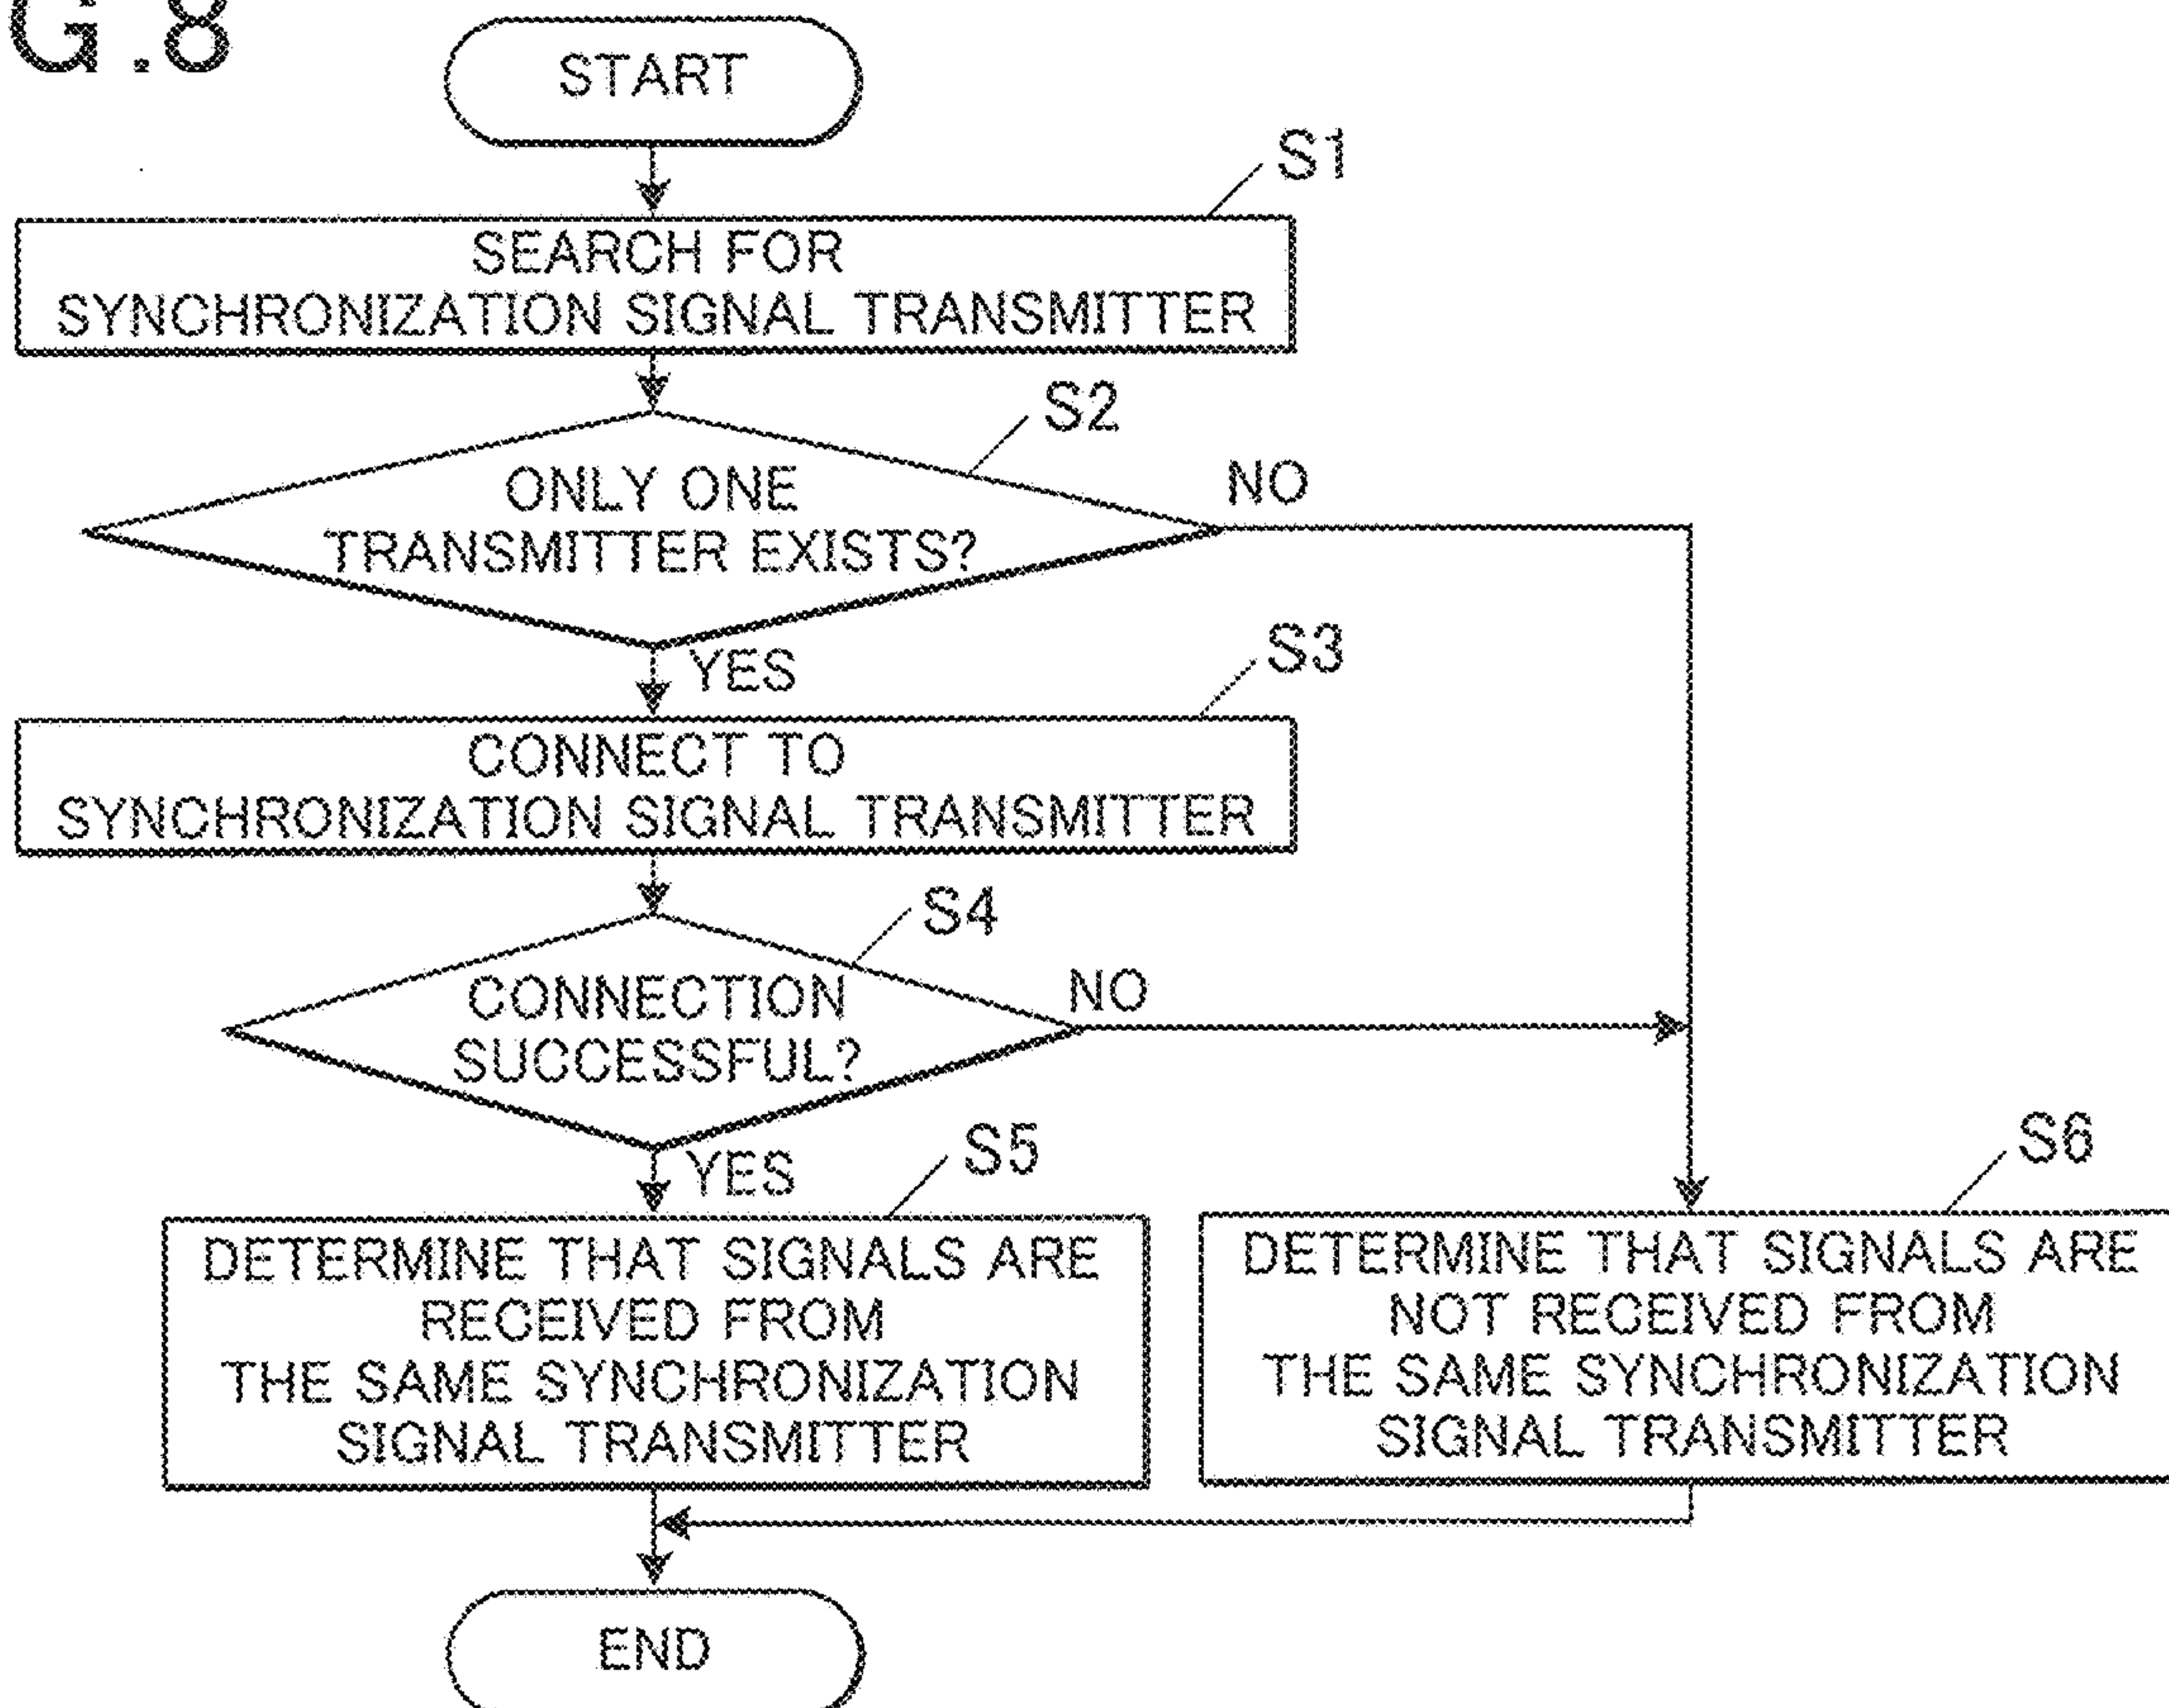 G.8
START
S1
SEARCH FOR
SYNCHRONIZATION SIGNAL TRANSMITTER
S2
ONLY ONE
TRANSMITTER EXISTS?
NO
YES
S3
CONNECT TO
SYNCHRONIZATION SIGNAL TRANSMITTER
S4
CONNECTION
SUCCESSFUL?
NO
YES
S5
DETERMINE THAT SIGNALS ARE
RECEIVED FROM
THE SAME SYNCHRONIZATION
SIGNAL TRANSMITTER
S6
DETERMINE THAT SIGNALS ARE
NOT RECEIVED FROM
THE SAME SYNCHRONIZATION
SIGNAL TRANSMITTER
END